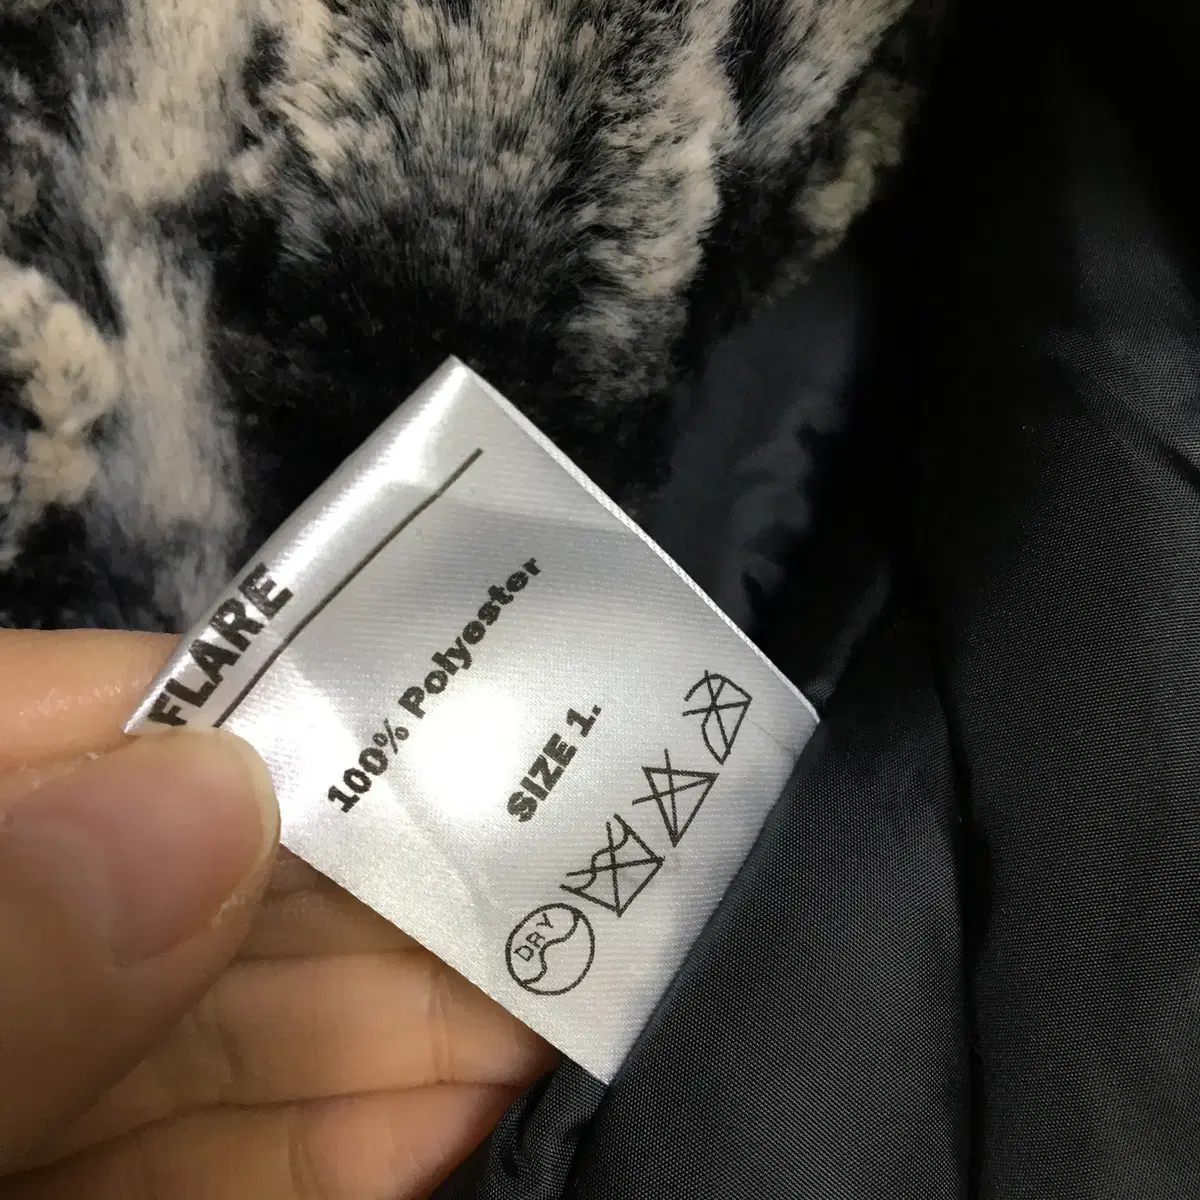 FLARE
100% Polyester
SIZE 1.
DRY